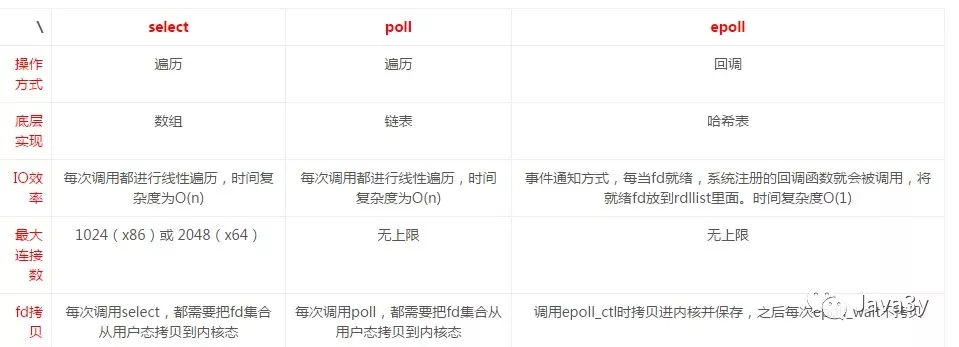 \ select poll epoll
操作
方式 遍历 遍历 回调
底层
实现 数组 链表 哈希表
IO效
率 每次调用都进行线性遍历，时间复
杂度为O(n) 每次调用都进行线性遍历，时间
复杂度为O(n) 事件通知方式，每当fd就绪，系统注册的回调函数就会被调用，将
就绪fd放到rdllist里面。时间复杂度O(1)
最大
连接
数 1024（x86）或 2048（x64） 无上限 无上限
fd拷
贝 每次调用select，都需要把fd集合
从用户态拷贝到内核态 每次调用poll，都需要把fd集合从
用户态拷贝到内核态 调用epoll_ctl时拷贝进内核并保存，之后每次epoll_wait不拷贝
Java3y